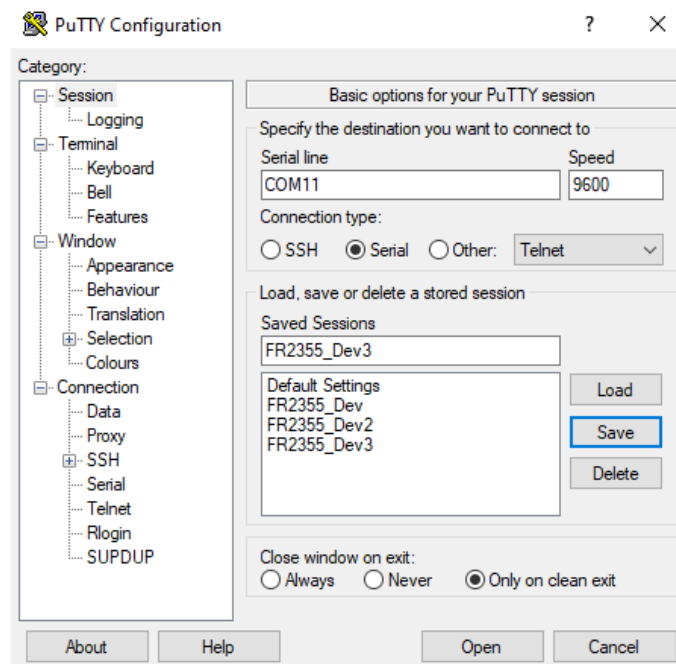 PuTTY Configuration
?
Category:
Session
Logging
Terminal
Keyboard
Bell
Features
Window
Appearance
Behaviour
Translation
Selection
Colours
Connection
Data
Proxy
SSH
Serial
Telnet
Rlogin
SUPDUP
Basic options for your PuTTY session
Specify the destination you want to connect to
Serial line Speed
COM11 9600
Connection type:
SSH Serial Other: Telnet
Load, save or delete a stored session
Saved Sessions
FR2355_Dev3
Default Settings
FR2355_Dev
FR2355_Dev2
FR2355_Dev3
Load
Save
Delete
Close window on exit:
Always Never Only on clean exit
About Help Open Cancel